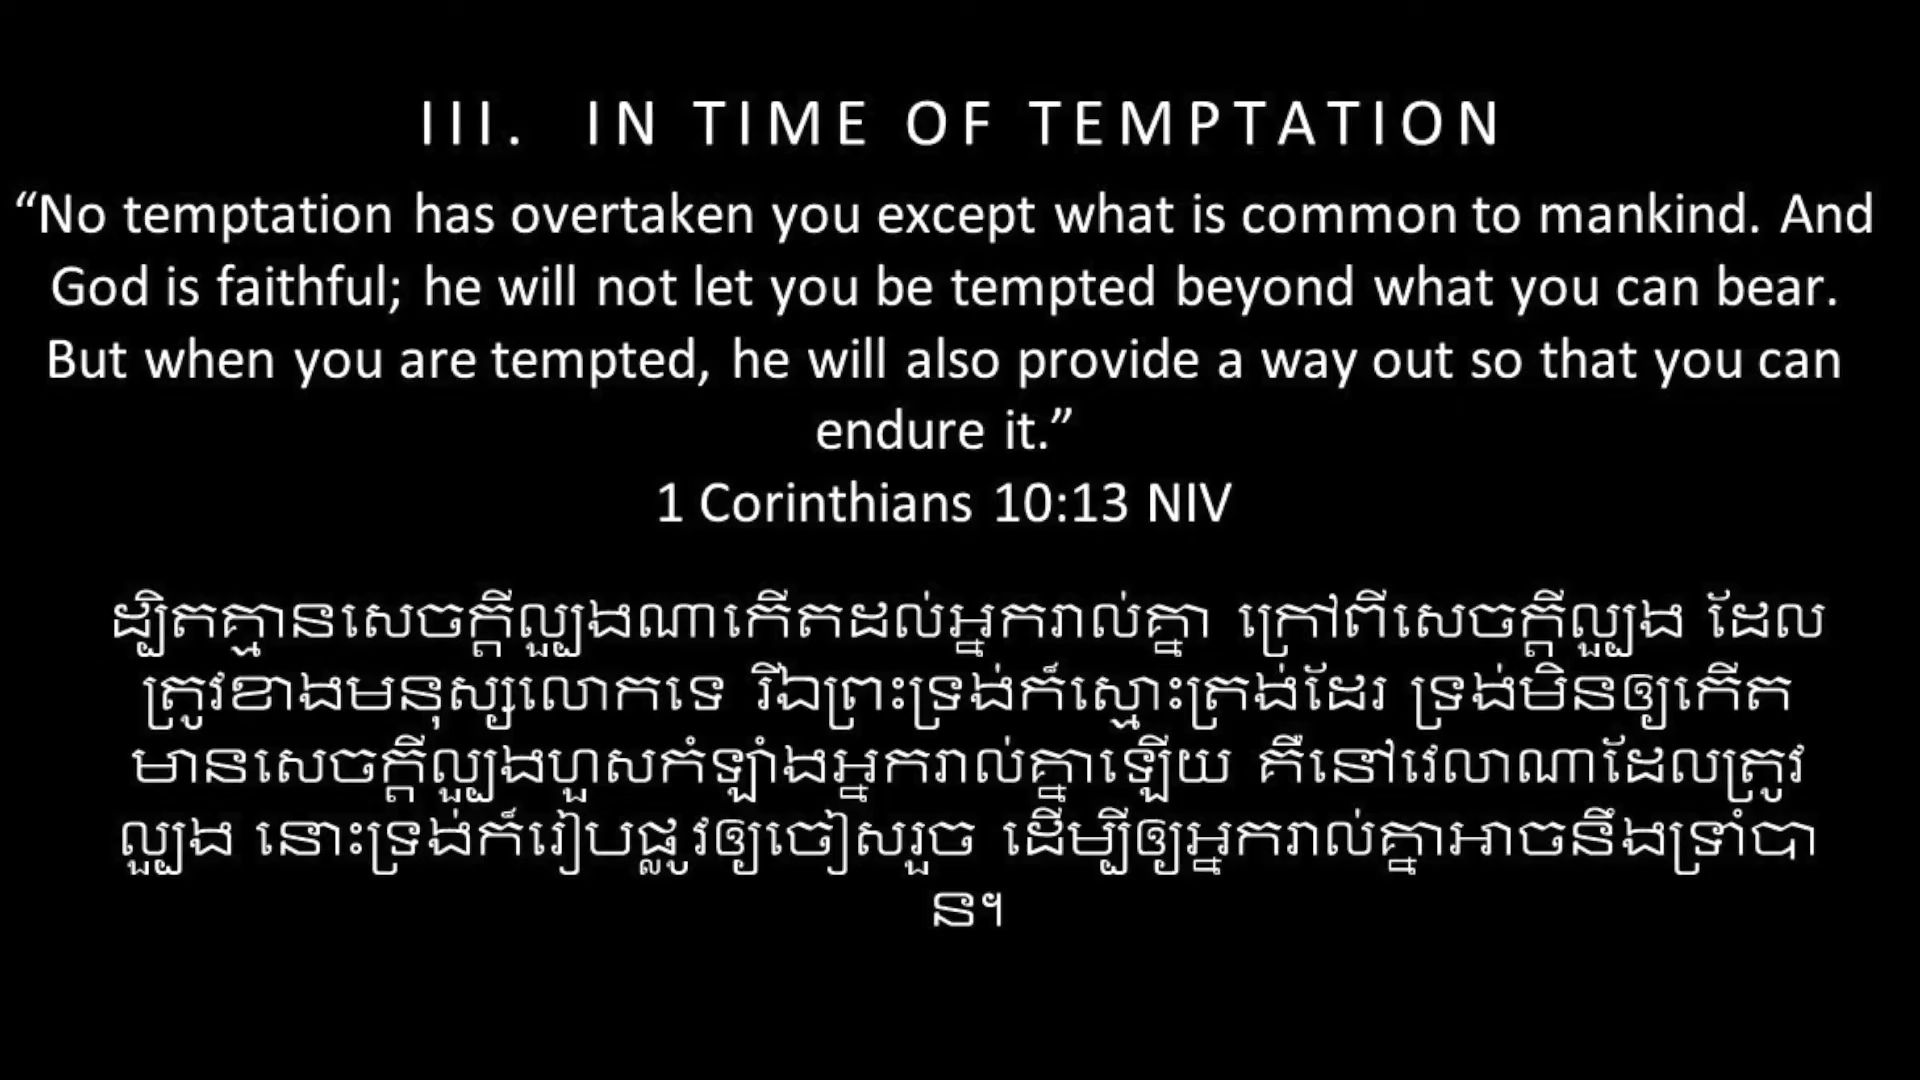 III. IN TIME OF TEMPTATION
“No temptation has overtaken you except what is common to mankind. And
God is faithful; he will not let you be tempted beyond what you can bear.
But when you are tempted, he will also provide a way out so that you can
endure it.”
1 Corinthians 10:13 NIV
ដ្បិតគ្មានសេចក្ដីល្បួងណាកើតដល់អ្នករាល់គ្នា ក្រៅពីសេចក្ដីល្បួង ដែល
ត្រូវខាងមនុស្សលោកទេ រីឯព្រះទ្រង់ក៏ស្មោះត្រង់ដែរ ទ្រង់មិនឲ្យកើត
មានសេចក្ដីល្បួងហួសកំឡាំងអ្នករាល់គ្នាឡើយ គឺនៅវេលាណាដែលត្រូវ
ល្បួង នោះទ្រង់ក៏រៀបផ្លូវឲ្យចៀសរួច ដើម្បីឲ្យអ្នករាល់គ្នាអាចនឹងទ្រាំបា
ន។